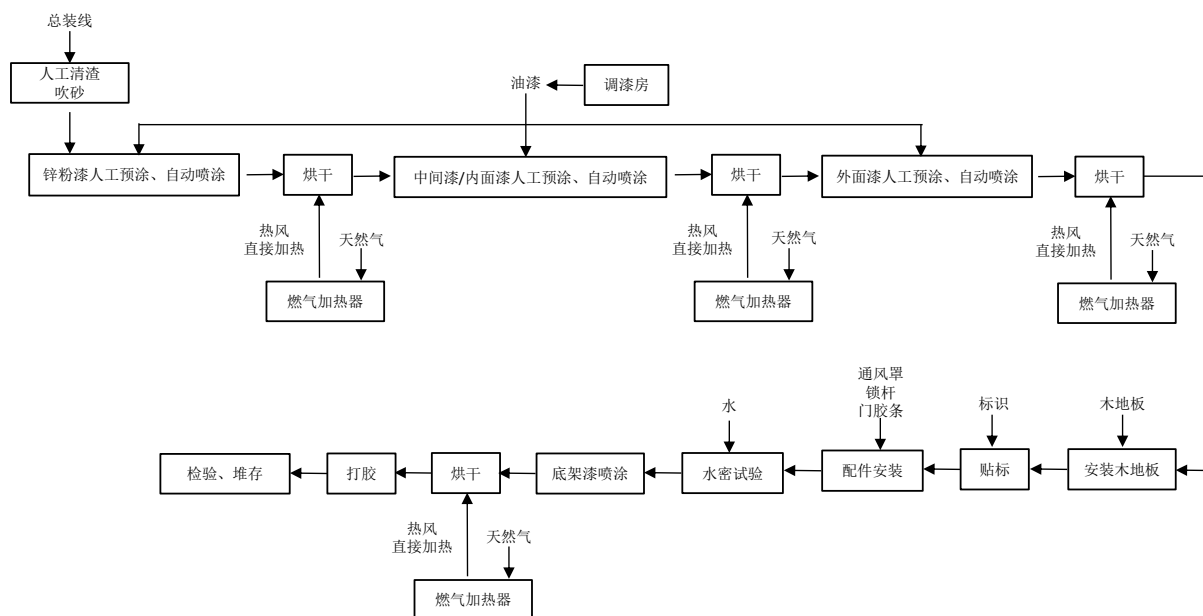 总装线
人工清渣
吹砂
油漆
调漆房
锌粉漆人工预涂、自动喷涂
烘干
中间漆/内面漆人工预涂、自动喷涂
烘干
外面漆人工预涂、自动喷涂
烘干
热风
直接加热
天然气
热风
直接加热
天然气
热风
直接加热
天然气
燃气加热器
燃气加热器
燃气加热器
通风罩
锁杆
门胶条
水
标识
木地板
检验、堆存
打胶
烘干
底架漆喷涂
水密试验
配件安装
贴标
安装木地板
热风
直接加热
天然气
燃气加热器